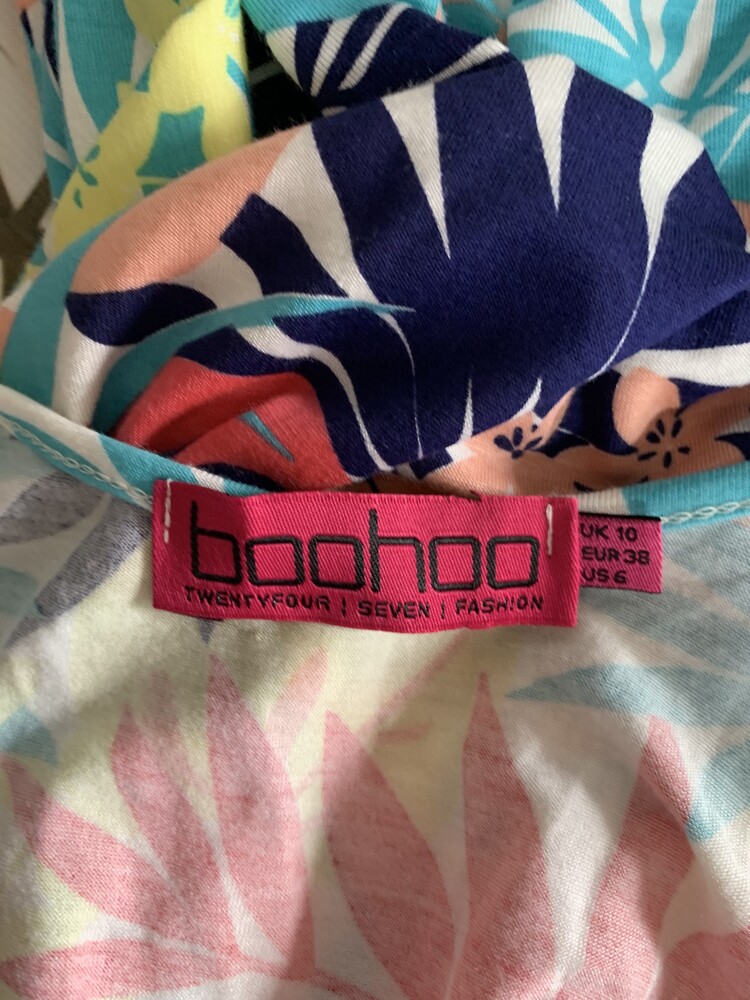 boohoo
TWENTYFOUR | SEVEN | FASHION
UK 10
EUR 38
US 6